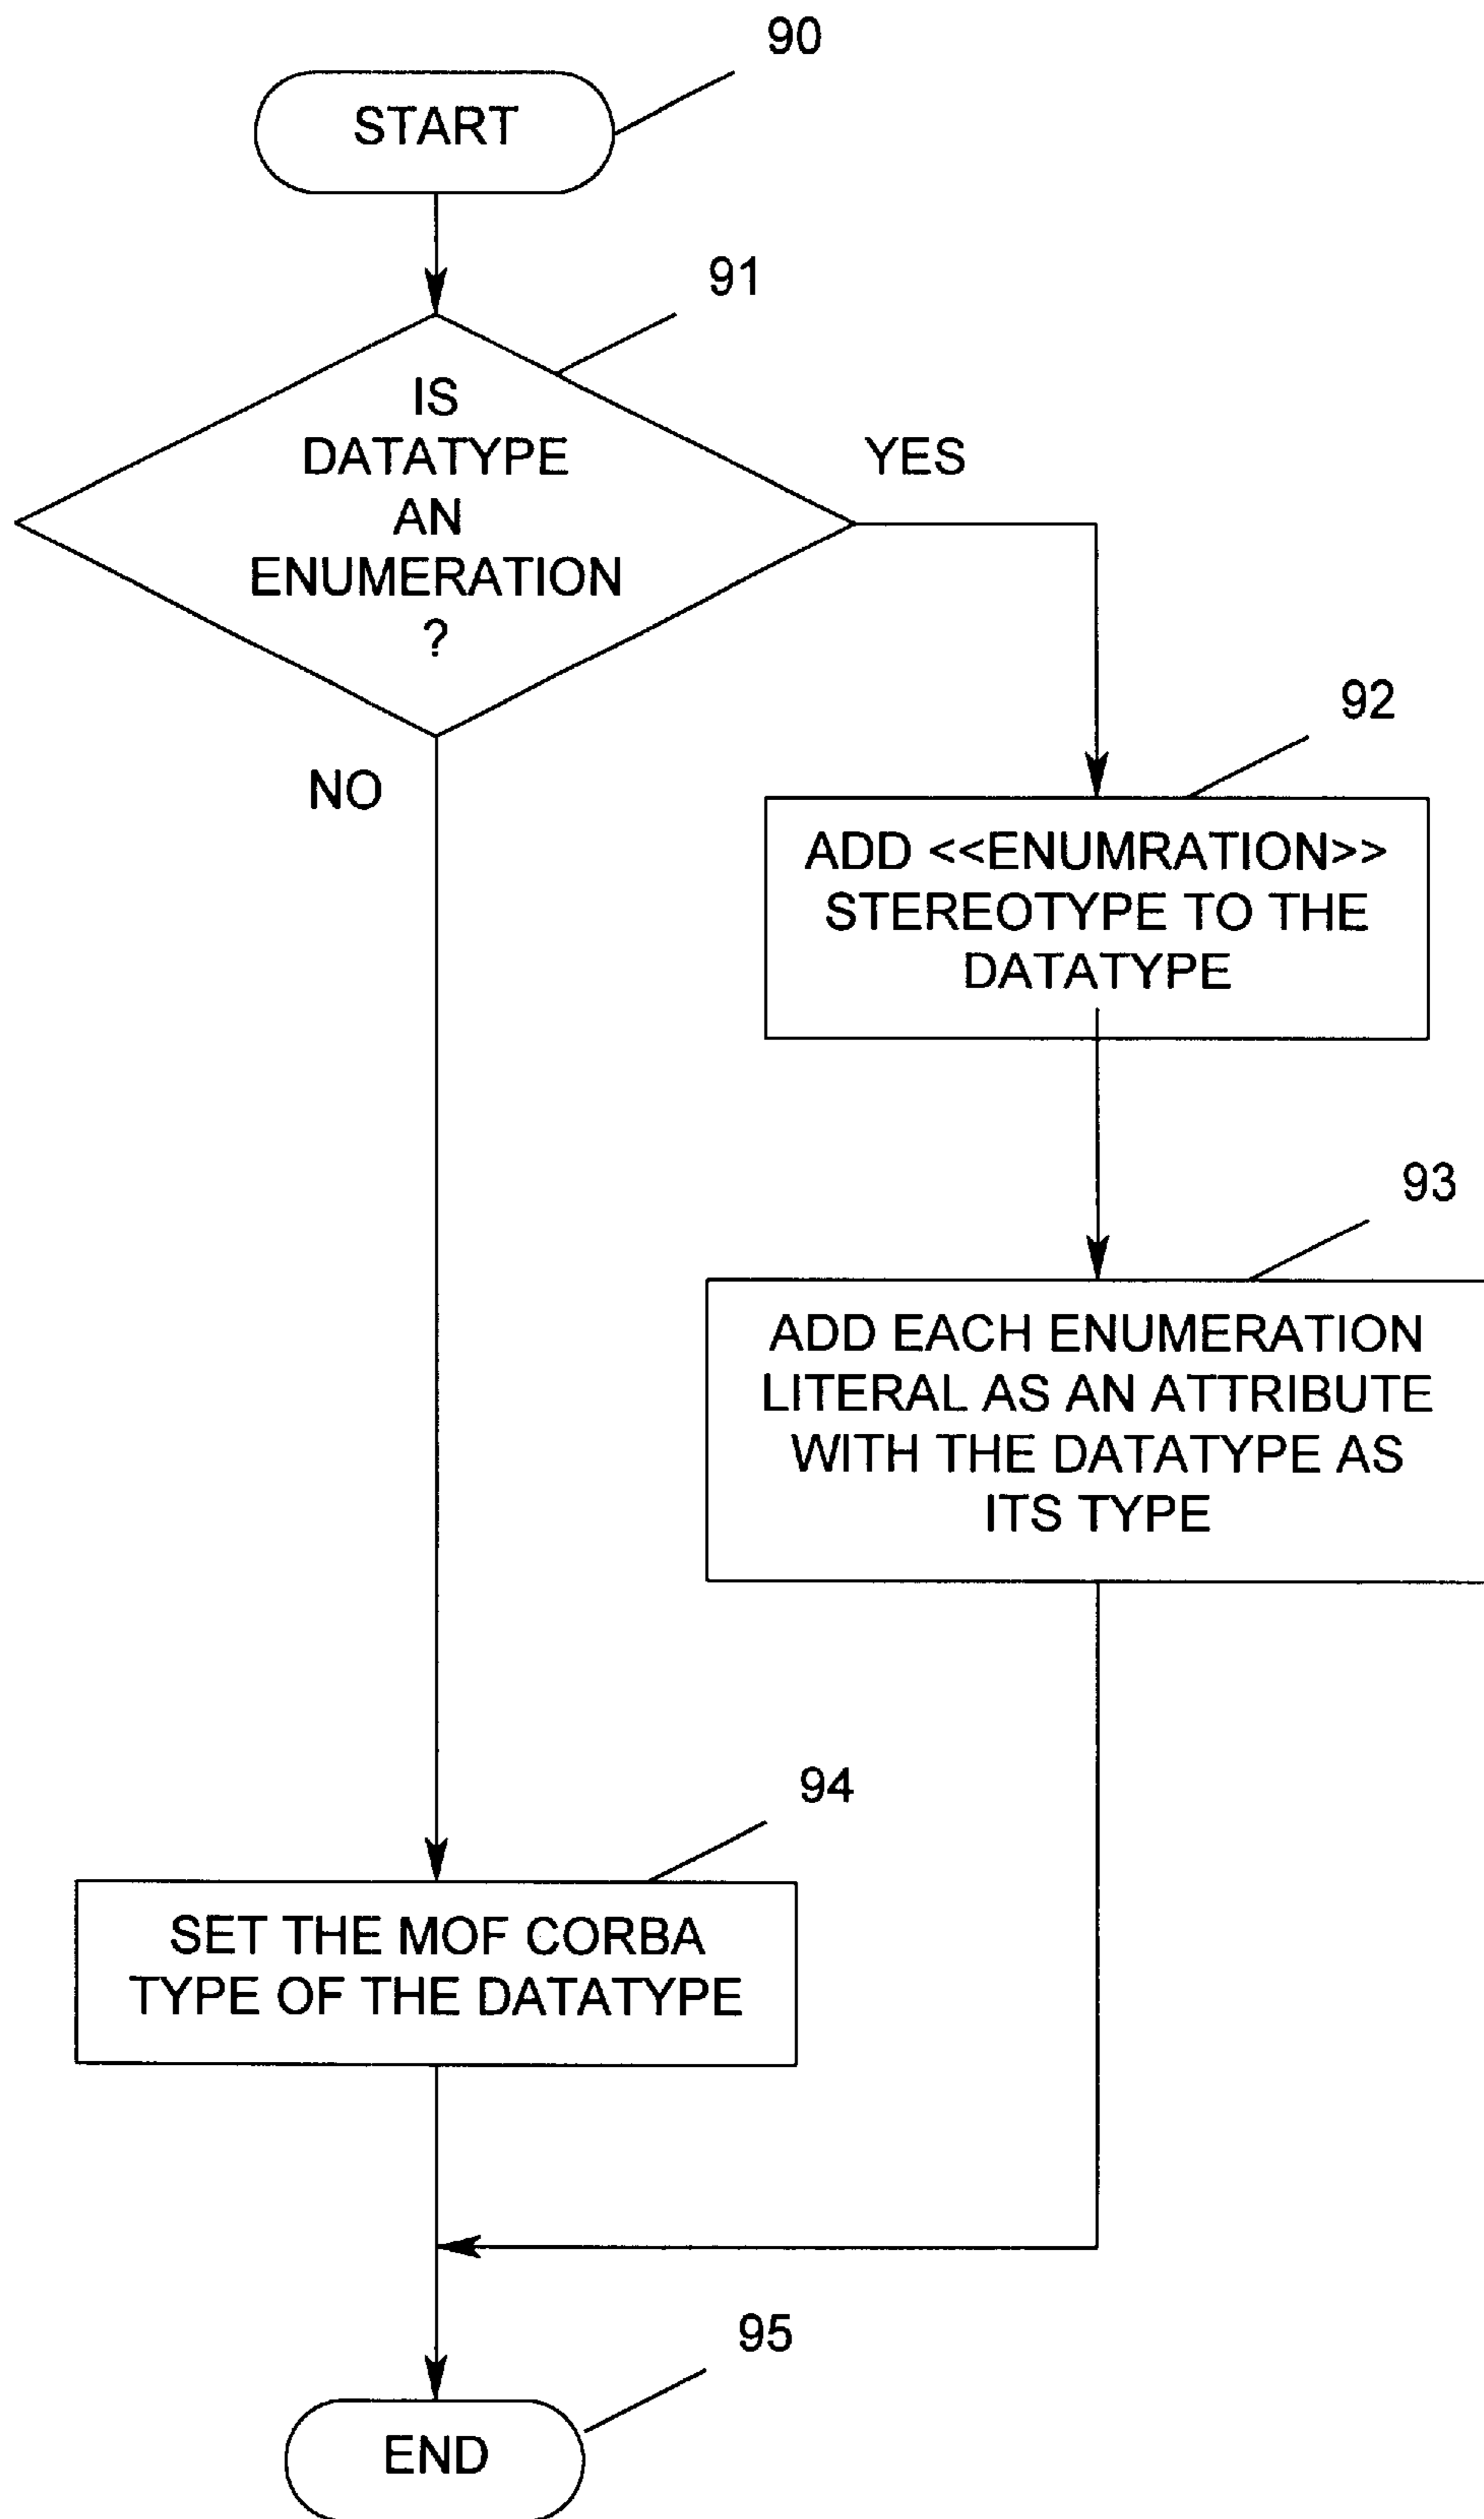 90
START
91
IS
DATATYPE
AN
ENUMERATION
?
YES
NO
92
ADD <<ENUMRATION>>
STEREOTYPE TO THE
DATATYPE
93
ADD EACH ENUMERATION
LITERAL AS AN ATTRIBUTE
WITH THE DATATYPE AS
ITS TYPE
94
SET THE MOF CORBA
TYPE OF THE DATATYPE
95
END